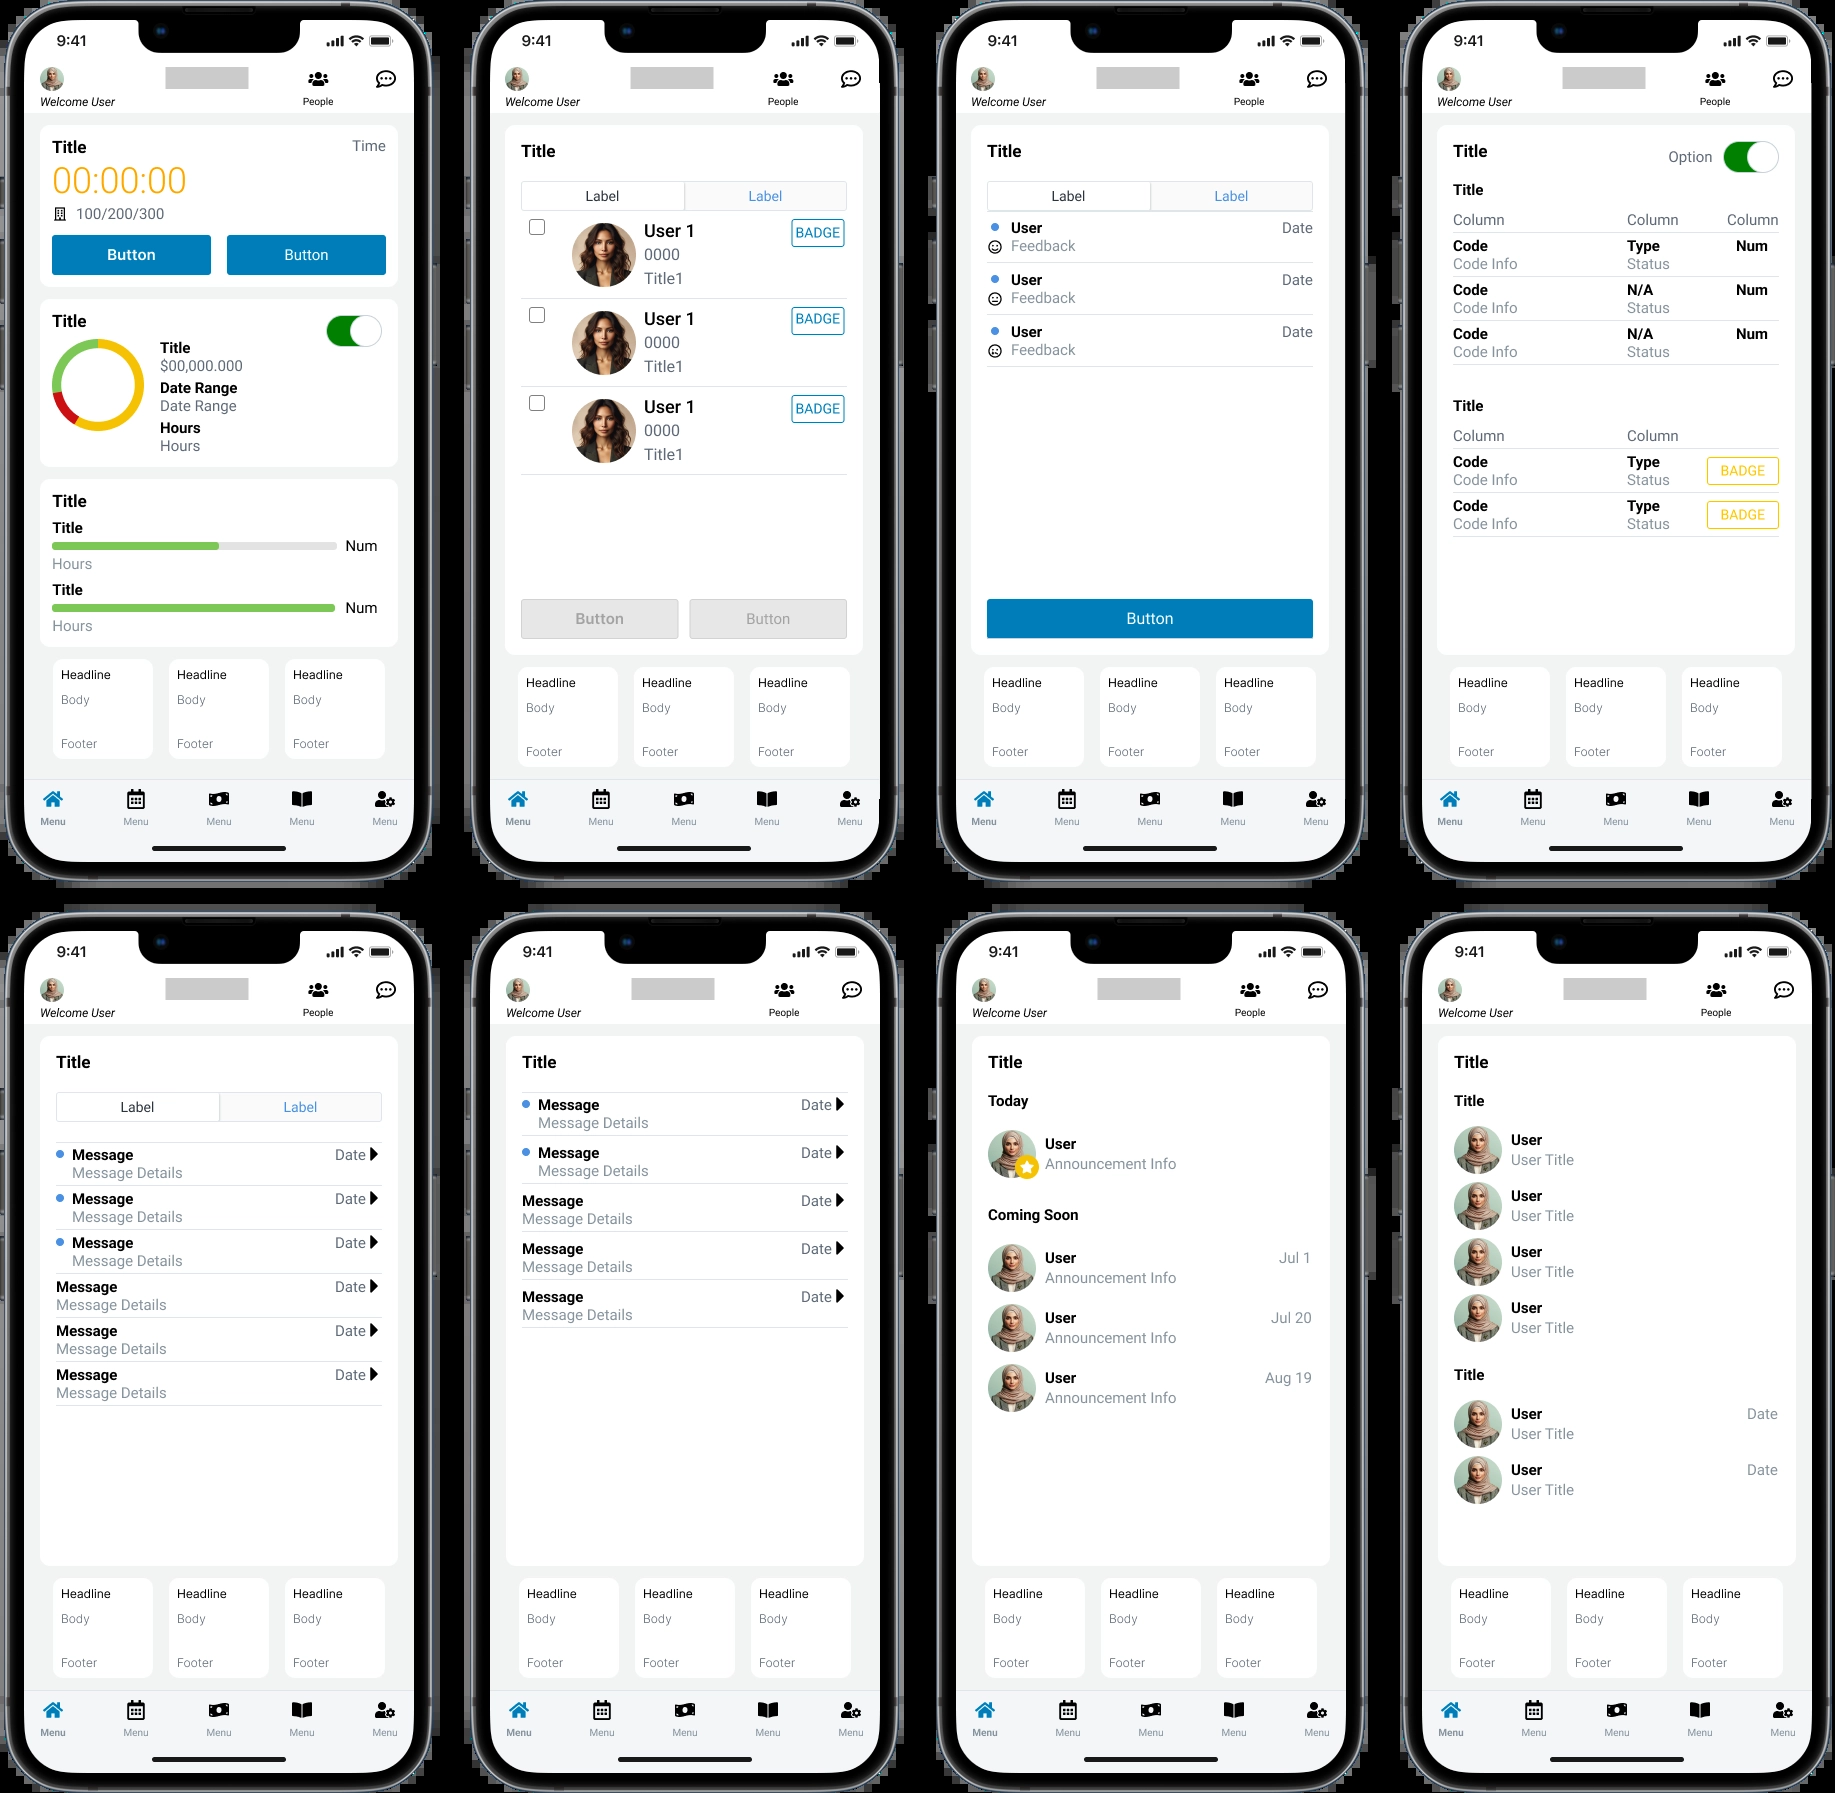 9:41
Welcome User
People
Title
Time
00:00:00
100/200/300
Button
Button
Title
Title
$00,000.000
Date Range
Date Range
Hours
Hours
Title
Title
Num
Hours
Title
Num
Hours
Headline
Body
Footer
Headline
Body
Footer
Headline
Body
Footer
Menu
Menu
Menu
Menu
Menu
9:41
Welcome User
People
Title
Label
Label
User 1
0000
Title1
BADGE
User 1
0000
Title1
BADGE
User 1
0000
Title1
BADGE
Button
Button
Headline
Body
Footer
Headline
Body
Footer
Headline
Body
Footer
Menu
Menu
Menu
Menu
Menu
9:41
Welcome User
People
Title
Label
Label
User
Date
Feedback
User
Date
Feedback
User
Date
Feedback
Button
Headline
Body
Footer
Headline
Body
Footer
Headline
Body
Footer
Menu
Menu
Menu
Menu
Menu
9:41
Welcome User
People
Title
Option
Title
Column
Column
Column
Code
Type
Num
Code Info
Status
Code
N/A
Num
Code Info
Status
Code
N/A
Num
Code Info
Status
Title
Column
Column
Code
Type
BADGE
Code Info
Status
Code
Type
BADGE
Code Info
Status
Headline
Body
Footer
Headline
Body
Footer
Headline
Body
Footer
Menu
Menu
Menu
Menu
Menu
9:41
Welcome User
People
Title
Label
Label
Message
Date
Message Details
Message
Date
Message Details
Message
Date
Message Details
Message
Date
Message Details
Message
Date
Message Details
Message
Date
Message Details
Headline
Body
Footer
Headline
Body
Footer
Headline
Body
Footer
Menu
Menu
Menu
Menu
Menu
9:41
Welcome User
People
Title
Message
Date
Message Details
Message
Date
Message Details
Message
Date
Message Details
Message
Date
Message Details
Message
Date
Message Details
Headline
Body
Footer
Headline
Body
Footer
Headline
Body
Footer
Menu
Menu
Menu
Menu
Menu
9:41
Welcome User
People
Title
Today
User
Announcement Info
Coming Soon
User
Jul 1
Announcement Info
User
Jul 20
Announcement Info
User
Aug 19
Announcement Info
Headline
Body
Footer
Headline
Body
Footer
Headline
Body
Footer
Menu
Menu
Menu
Menu
Menu
9:41
Welcome User
People
Title
Title
User
User Title
User
User Title
User
User Title
User
User Title
Title
User
Date
User Title
User
Date
User Title
Headline
Body
Footer
Headline
Body
Footer
Headline
Body
Footer
Menu
Menu
Menu
Menu
Menu